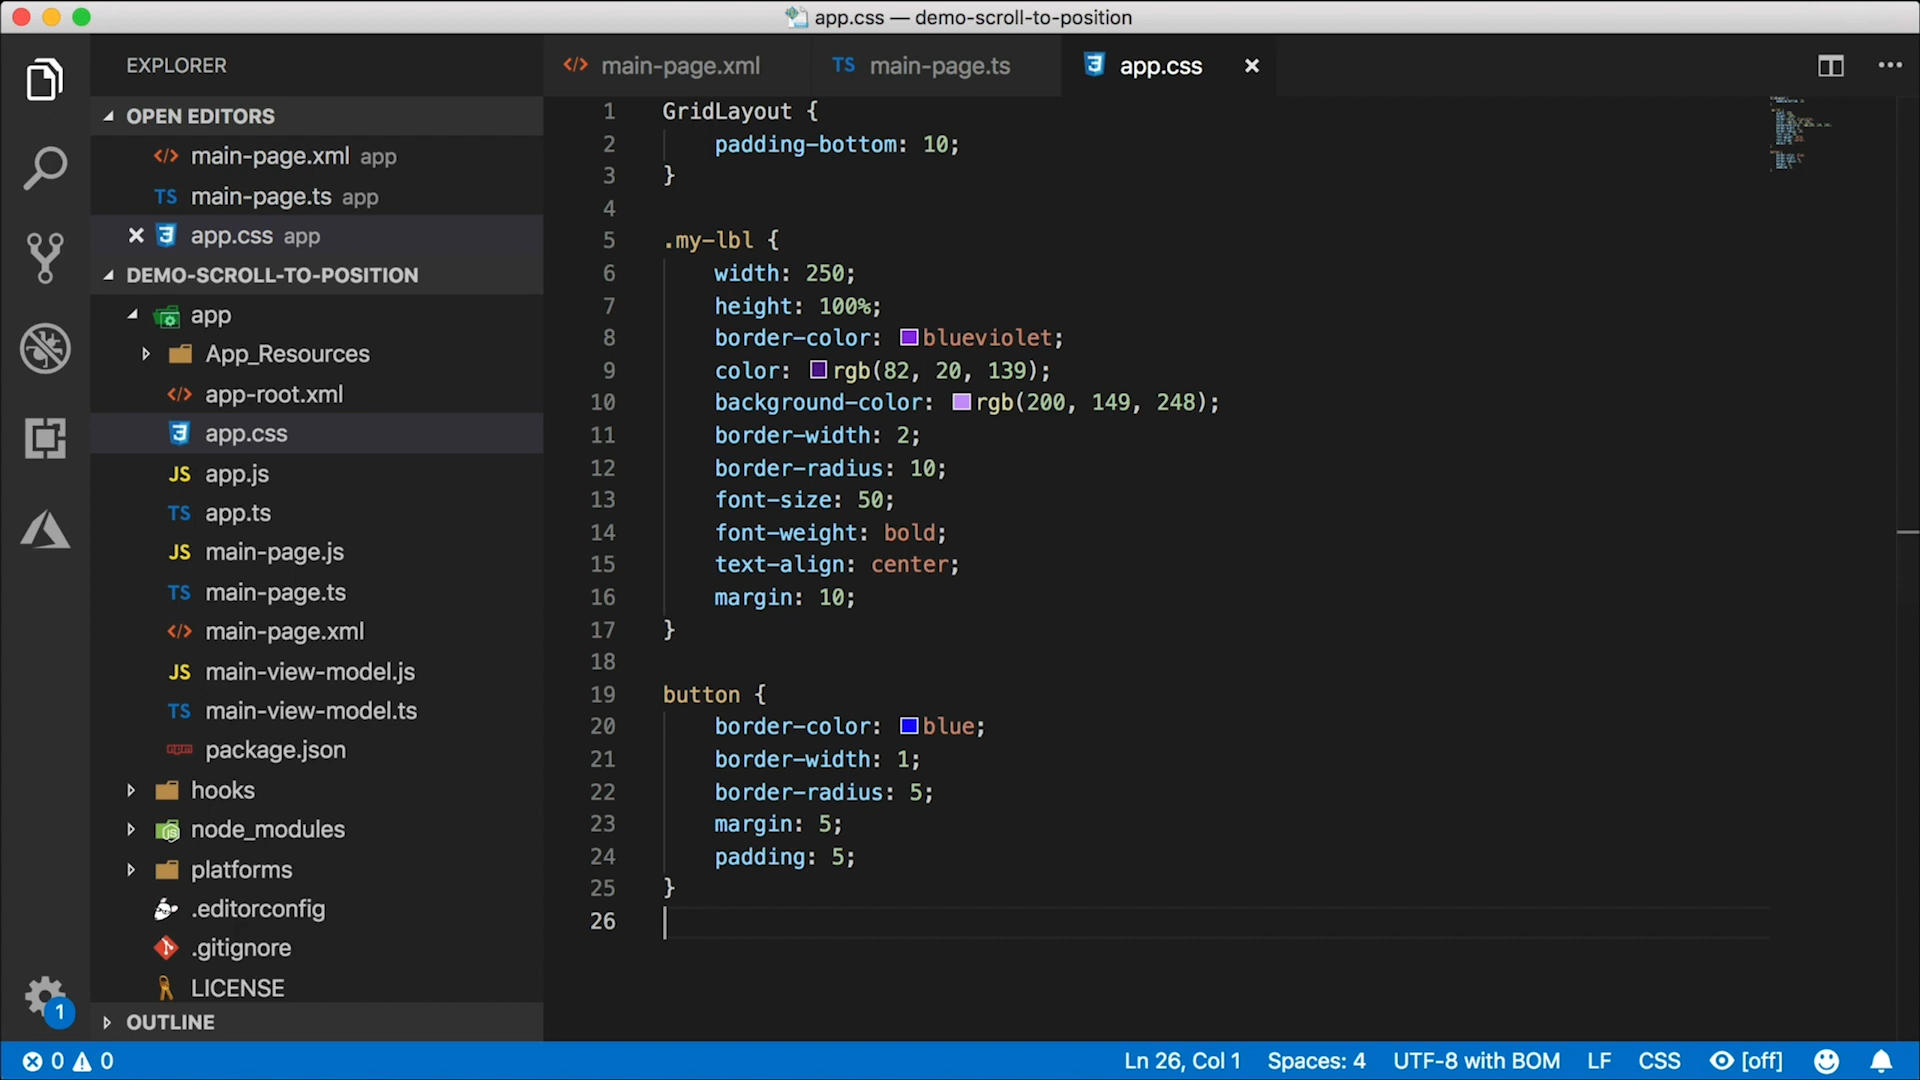 app.css — demo-scroll-to-position
EXPLORER
OPEN EDITORS
main-page.xml app
TS main-page.ts app
app.css app
DEMO-SCROLL-TO-POSITION
app
App_Resources
app-root.xml
app.css
JS app.js
TS app.ts
JS main-page.js
TS main-page.ts
main-page.xml
JS main-view-model.js
TS main-view-model.ts
package.json
hooks
node_modules
platforms
.editorconfig
.gitignore
LICENSE
OUTLINE
1
main-page.xml
TS main-page.ts
app.css
1 GridLayout {
2 padding-bottom: 10;
3 }
4
5 .my-lbl {
6 width: 250;
7 height: 100%;
8 border-color: blueviolet;
9 color: rgb(82, 20, 139);
10 background-color: rgb(200, 149, 248);
11 border-width: 2;
12 border-radius: 10;
13 font-size: 50;
14 font-weight: bold;
15 text-align: center;
16 margin: 10;
17 }
18
19 button {
20 border-color: blue;
21 border-width: 1;
22 border-radius: 5;
23 margin: 5;
24 padding: 5;
25 }
26
0 0 Ln 26, Col 1 Spaces: 4 UTF-8 with BOM LF CSS [off]